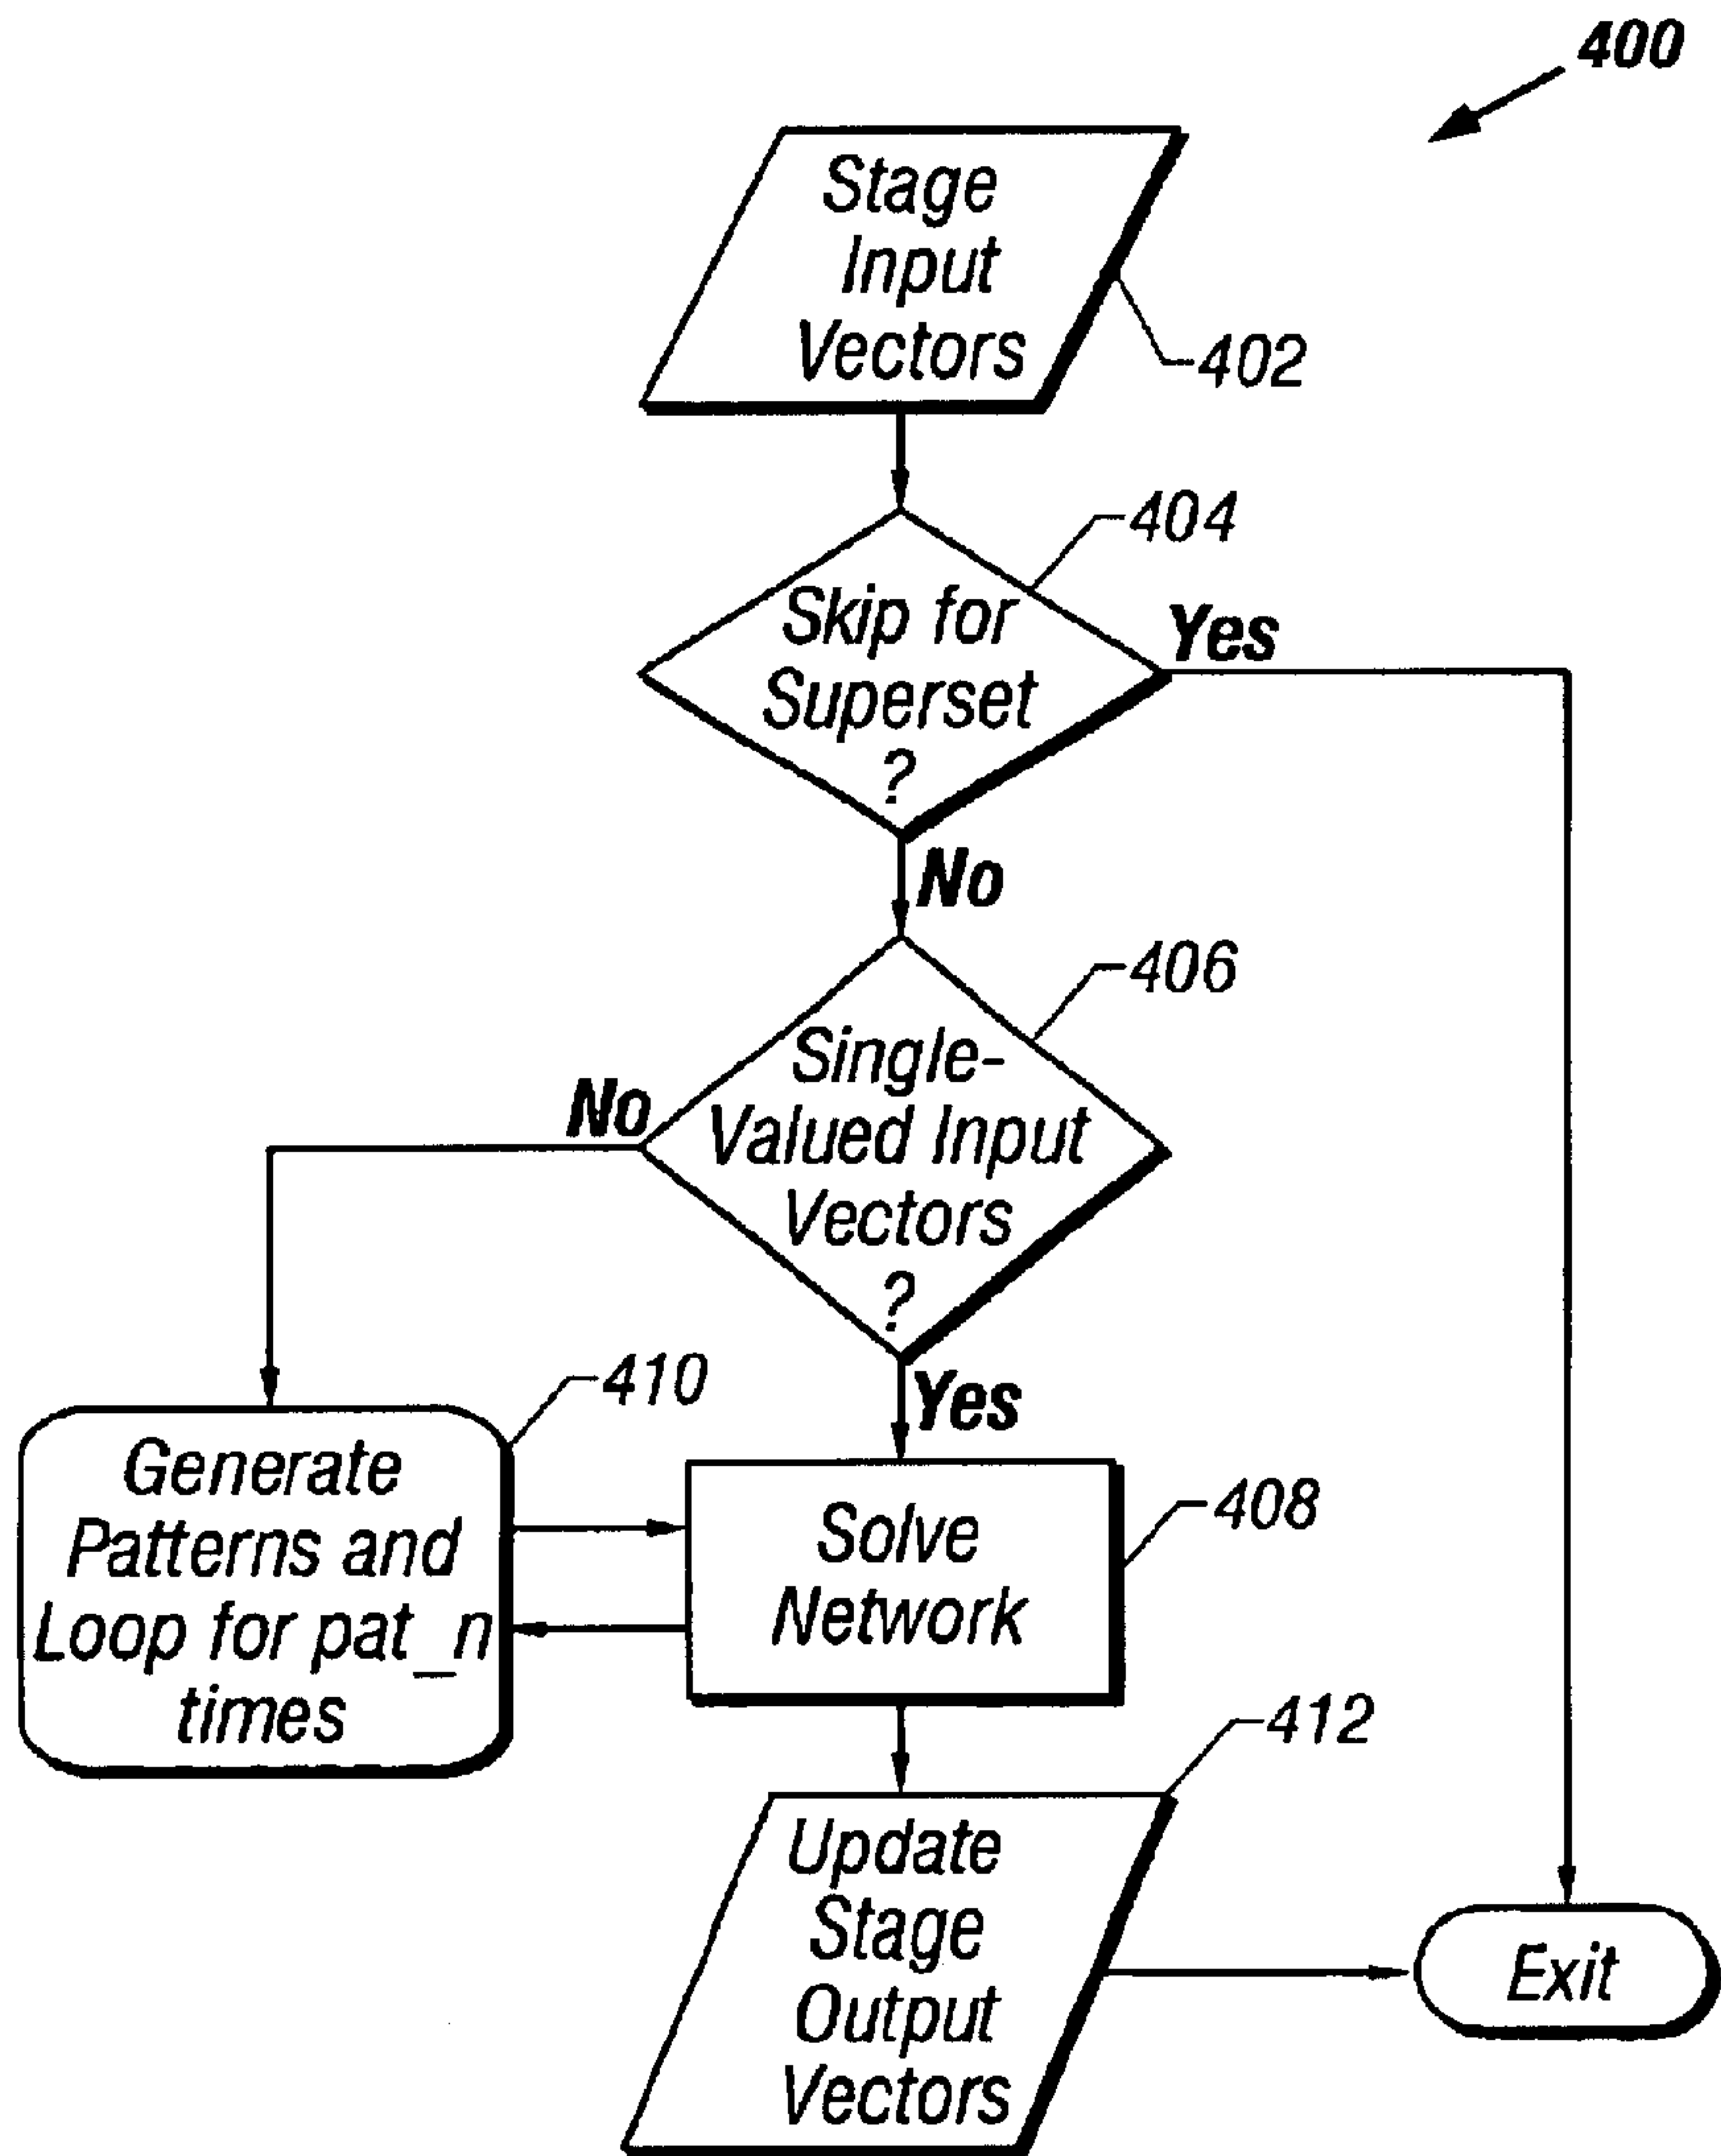 400
Stage
Input
Vectors
402
404
Skip for
Superset
?
Yes
No
406
Single-
Valued Input
Vectors
?
No
Yes
410
Generate
Patterns and
Loop for pat_n
times
408
Solve
Network
412
Update
Stage
Output
Vectors
Exit